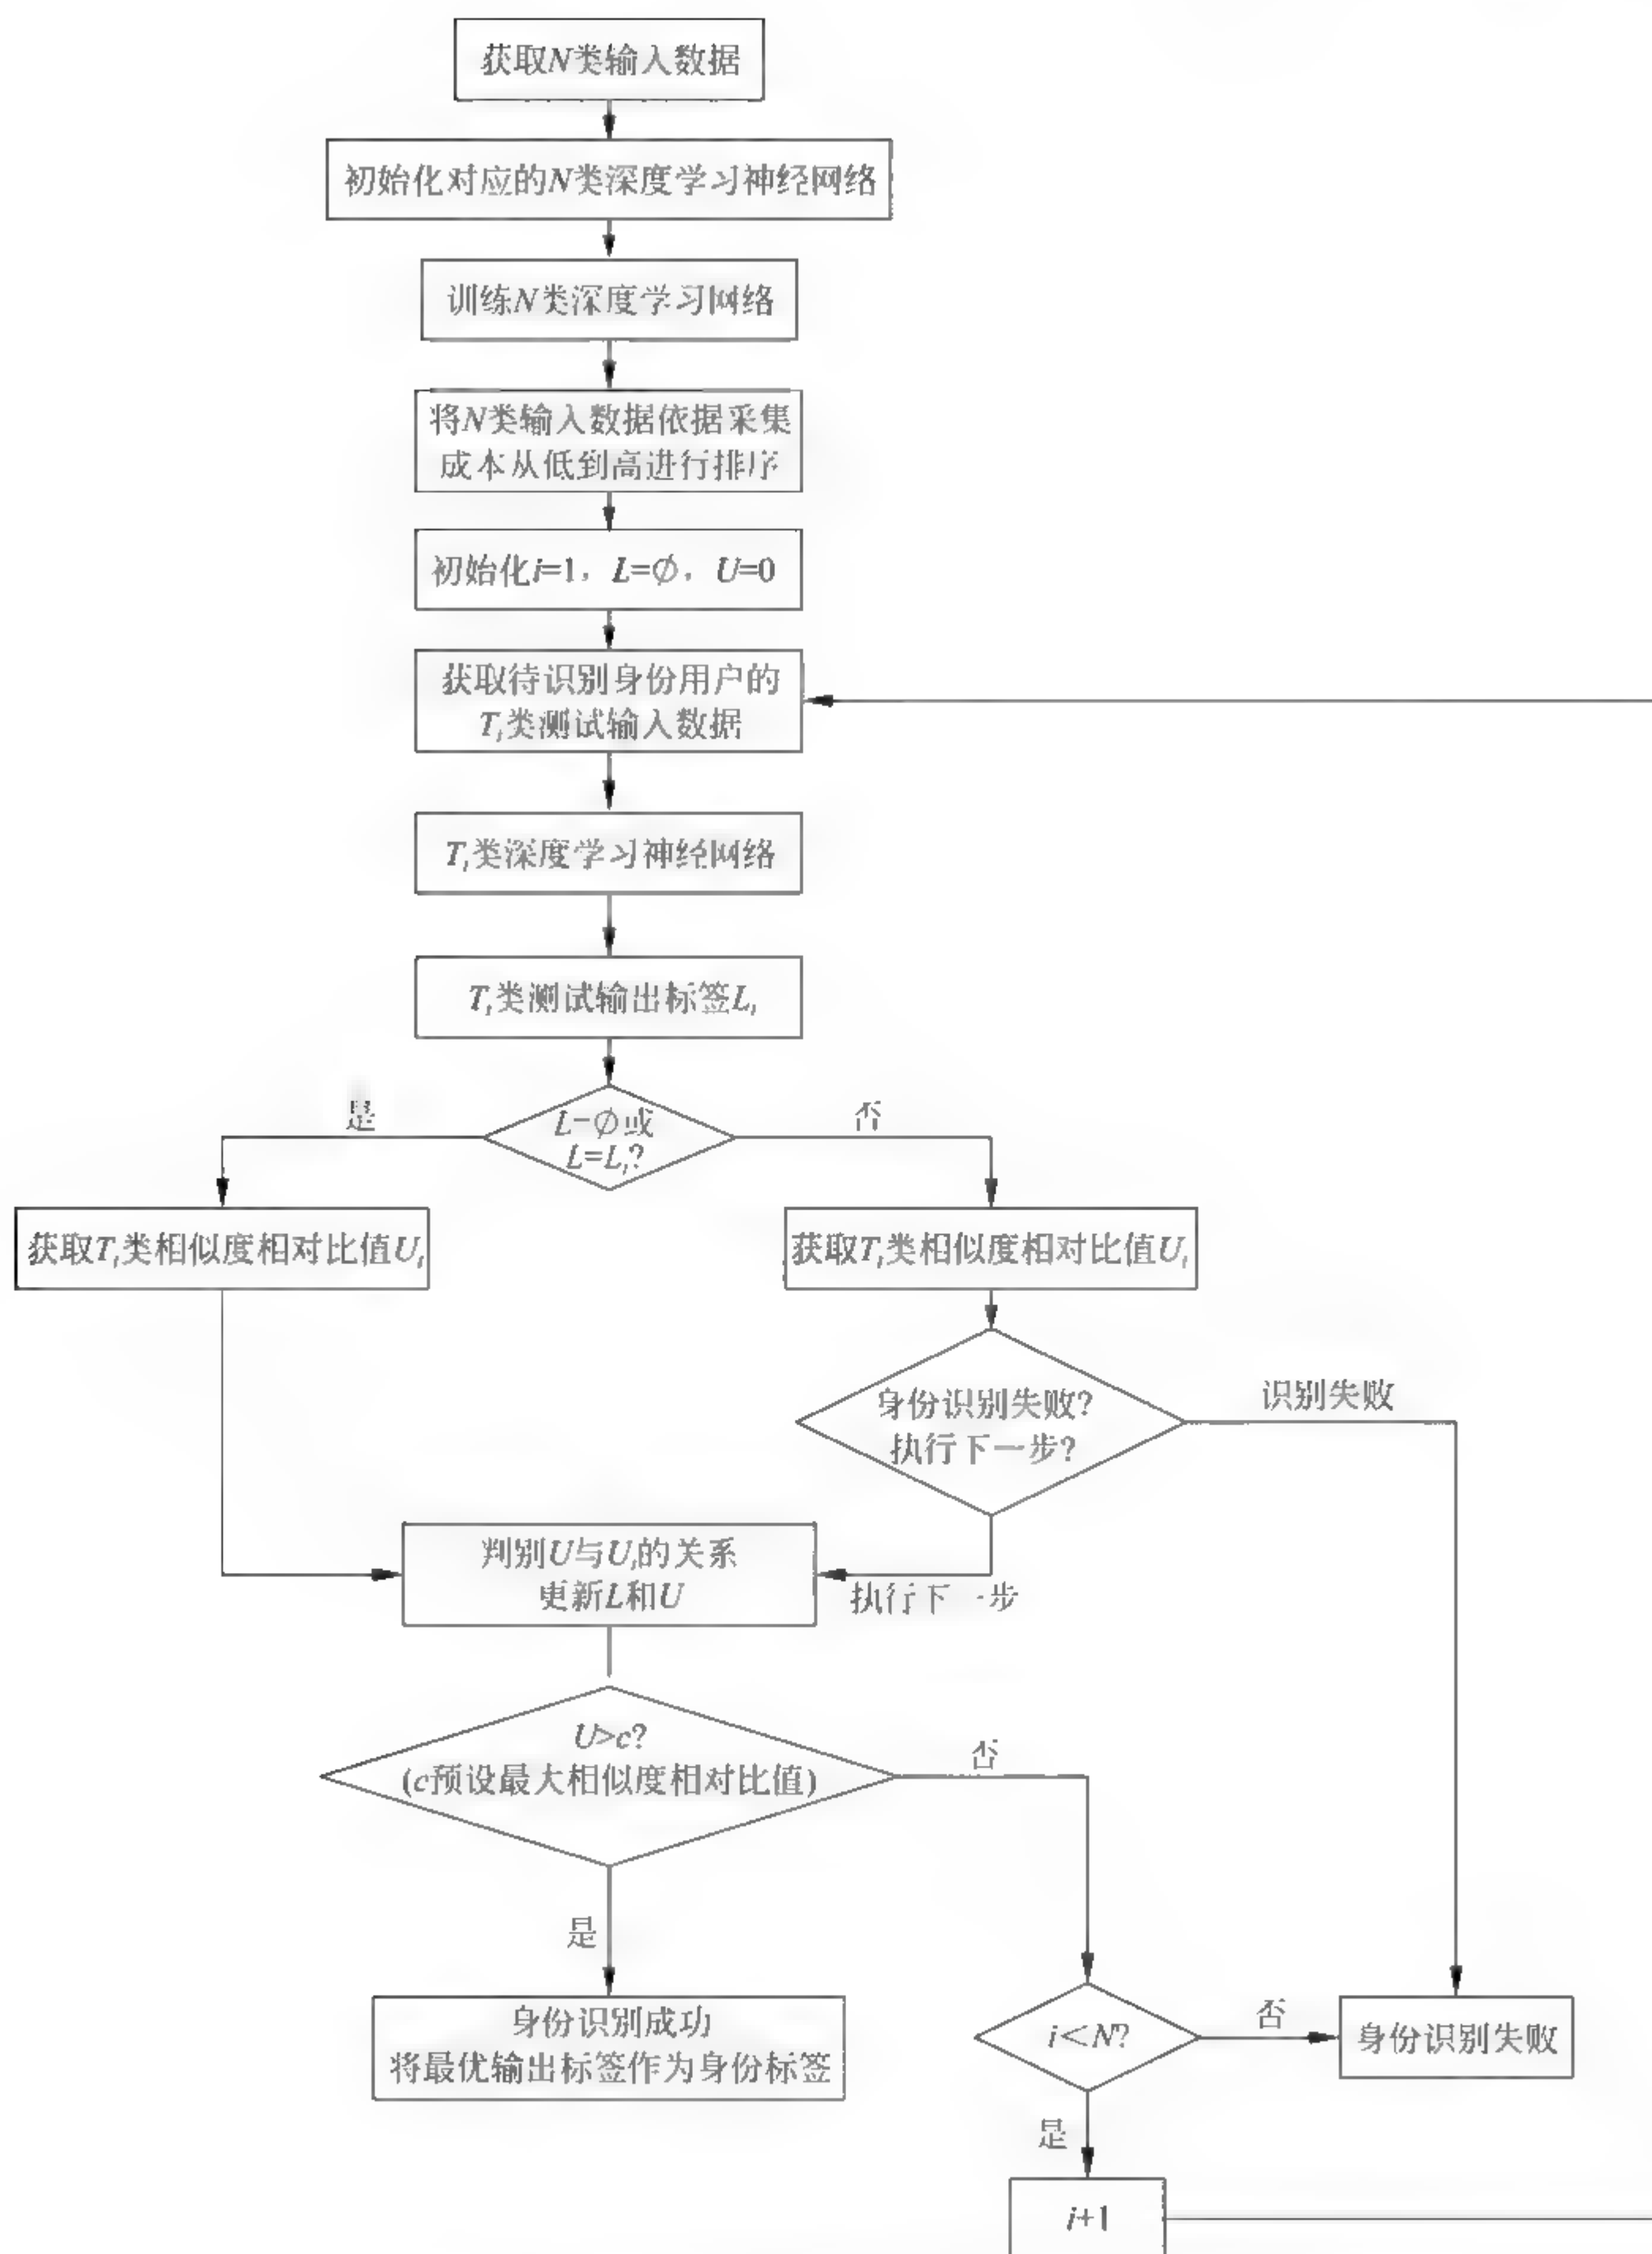 获取N类输入数据
初始化对应的N类深度学习神经网络
训练N类深度学习网络
将N类输入数据依据采集
成本从低到高进行排序
初始化i=1，L=∅，U=0
获取待识别身份用户的
Tᵢ类测试输入数据
Tᵢ类深度学习神经网络
Tᵢ类测试输出标签Lᵢ
是
L=∅或
L=Lᵢ?
否
获取Tᵢ类相似度相对比值Uᵢ
获取Tᵢ类相似度相对比值Uᵢ
身份识别失败?
执行下一步?
识别失败
判别U与Uᵢ的关系
更新L和U
执行下一步
U>c?
(c预设最大相似度相对比值)
否
是
身份识别成功
将最优输出标签作为身份标签
i<N?
否
身份识别失败
是
i+1